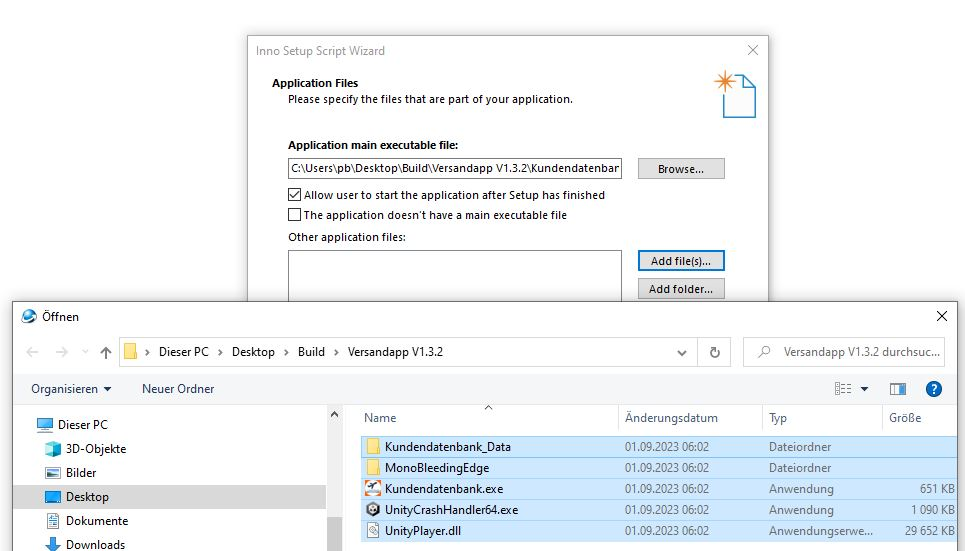 Inno Setup Script Wizard
Application Files
Please specify the files that are part of your application.
Application main executable file:
C:\Users\pb\Desktop\Build\Versandapp V1.3.2\Kundendatenbar
Browse...
Allow user to start the application after Setup has finished
The application doesn't have a main executable file
Other application files:
Add file(s)...
Add folder...
Öffnen
Dieser PC › Desktop › Build › Versandapp V1.3.2
Versandapp V1.3.2 durchsuc...
Organisieren
Neuer Ordner
?
Dieser PC
3D-Objekte
Bilder
Desktop
Dokumente
Downloads
Name Änderungsdatum Typ Größe
Kundendatenbank_Data 01.09.2023 06:02 Dateiordner
MonoBleedingEdge 01.09.2023 06:02 Dateiordner
Kundendatenbank.exe 01.09.2023 06:02 Anwendung 651 KB
UnityCrashHandler64.exe 01.09.2023 06:02 Anwendung 1 090 KB
UnityPlayer.dll 01.09.2023 06:02 Anwendungserwe... 29 652 KB